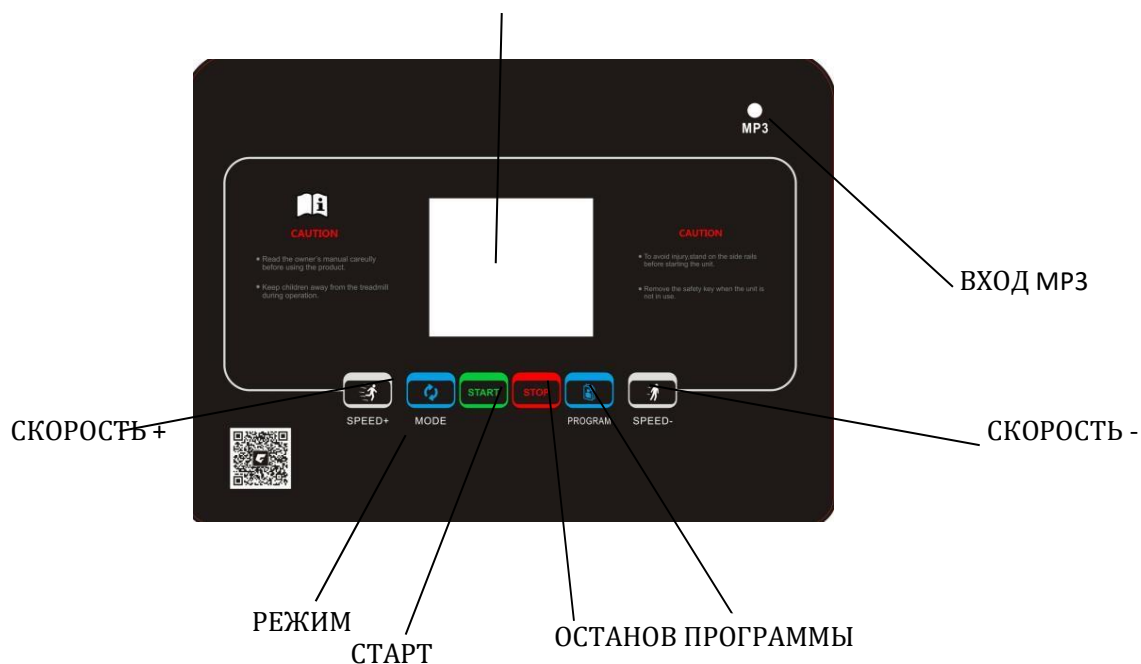 MP3
CAUTION
• Read the owner's manual careully
before using the product.
• Keep children away from the treadmill
during operation.
CAUTION
• To avoid injury,stand on the side rails
before starting the unit.
• Remove the safety key when the unit is
not in use.
ВХОД MP3
START
STOP
SPEED+
MODE
PROGRAM
SPEED-
СКОРОСТЬ +
СКОРОСТЬ -
РЕЖИМ
СТАРТ
ОСТАНОВ ПРОГРАММЫ